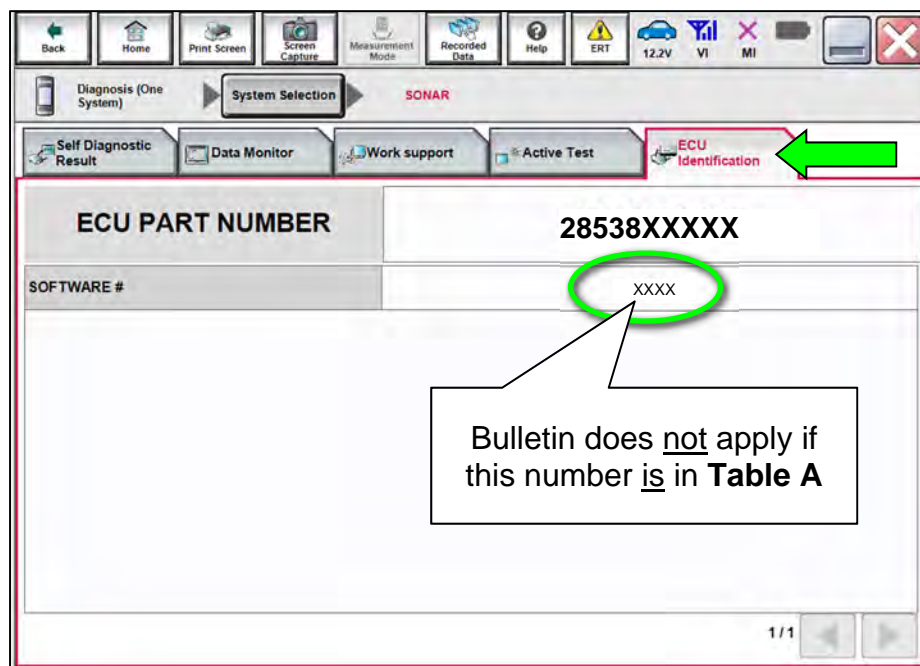 Back
Home
Print Screen
Screen Capture
Measurement Mode
Recorded Data
Help
ERT
12.2V
VI
MI
Diagnosis (One System)
System Selection
SONAR
Self Diagnostic Result
Data Monitor
Work support
Active Test
ECU Identification
ECU PART NUMBER
28538XXXXX
SOFTWARE #
XXXX
Bulletin does not apply if
this number is in Table A
1/1